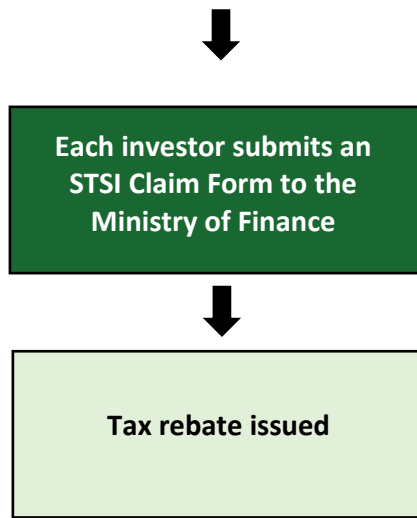 Each investor submits an
STSI Claim Form to the
Ministry of Finance
Tax rebate issued